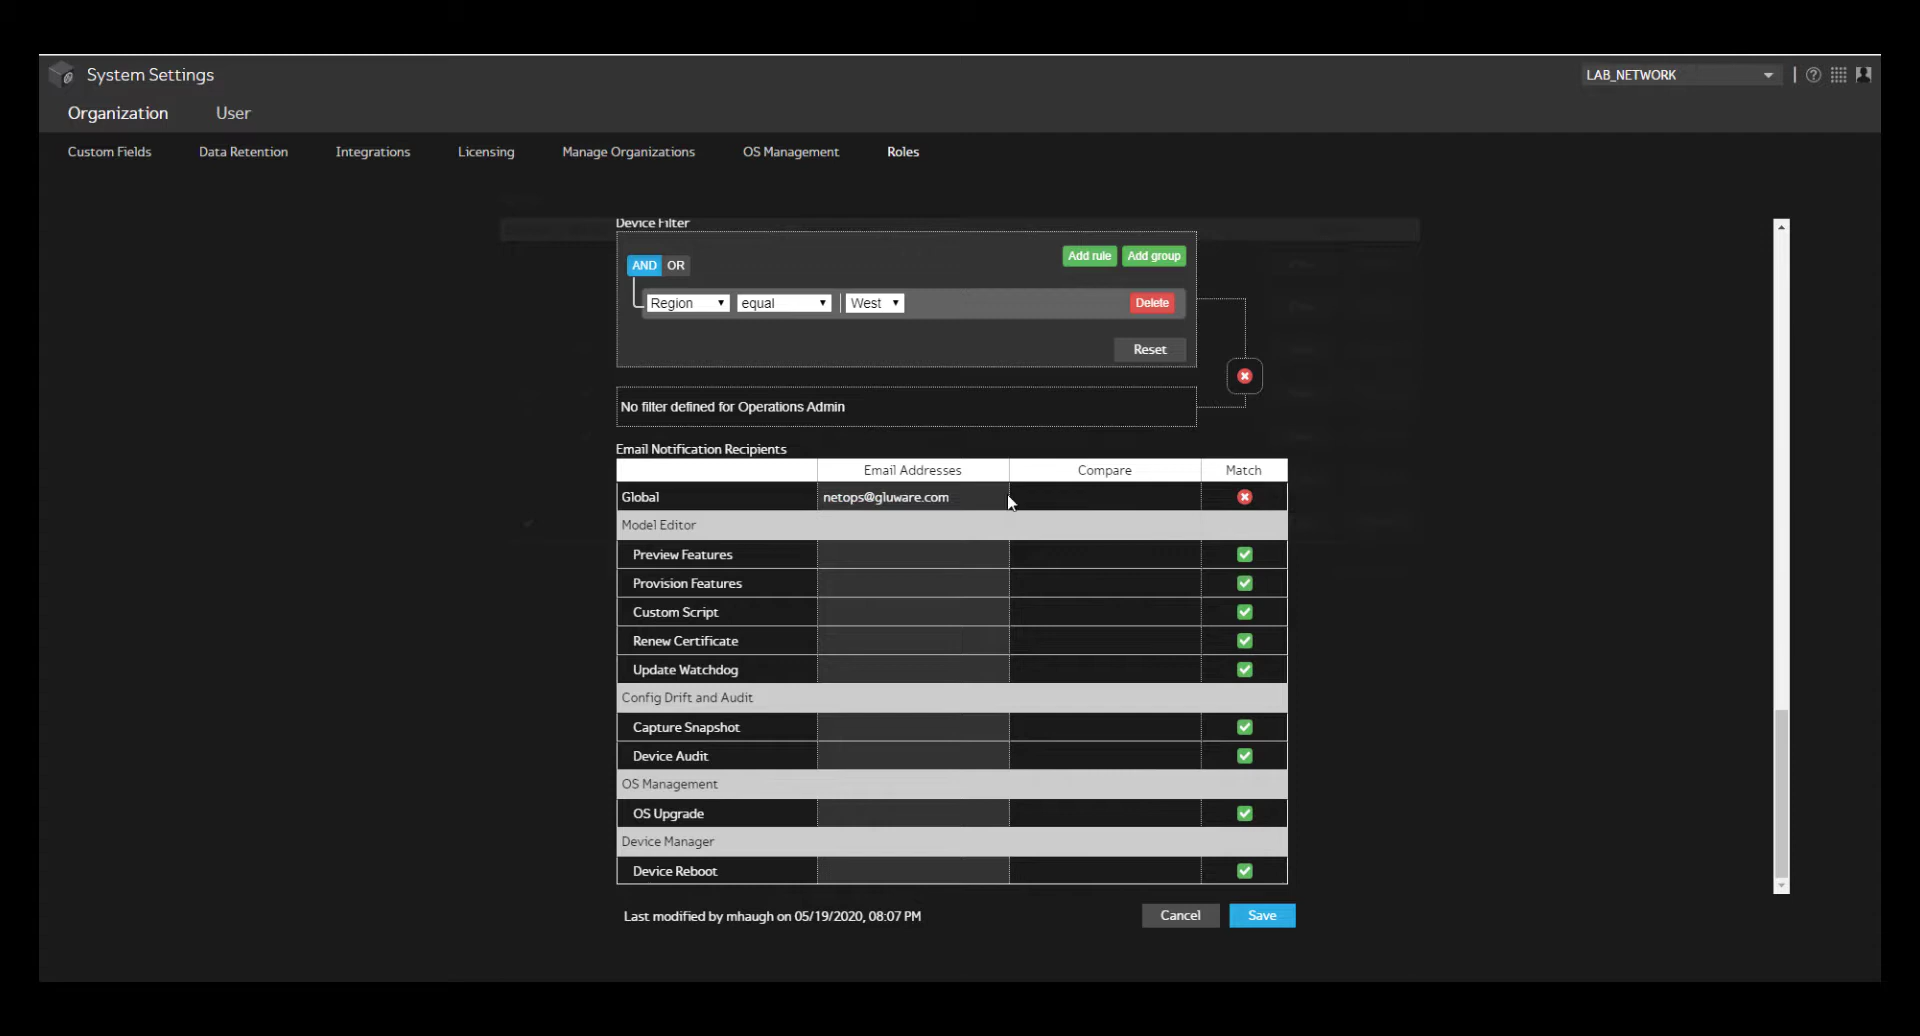 System Settings
LAB_NETWORK
Organization User
Custom Fields Data Retention Integrations Licensing Manage Organizations OS Management Roles
Device Filter
Add rule Add group
AND OR
Region equal West Delete
Reset
No filter defined for Operations Admin
Email Notification Recipients
Email Addresses Compare Match
Global netops@gluware.com
Model Editor
Preview Features
Provision Features
Custom Script
Renew Certificate
Update Watchdog
Config Drift and Audit
Capture Snapshot
Device Audit
OS Management
OS Upgrade
Device Manager
Device Reboot
Last modified by mhaugh on 05/19/2020, 08:07 PM Cancel Save